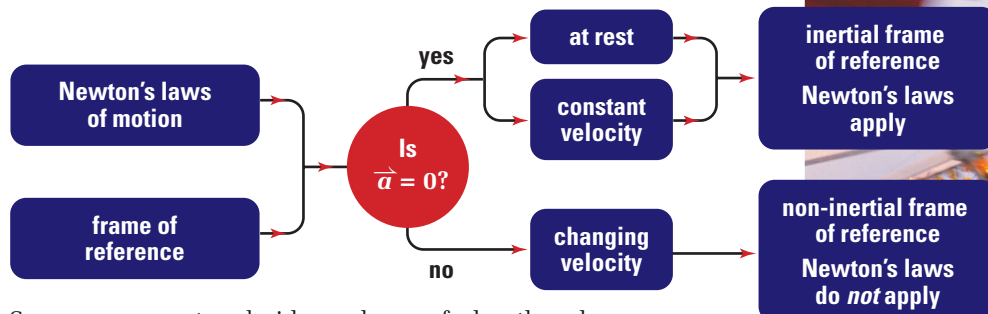 Newton's laws
of motion
frame of
reference
Is
a = 0?
yes
no
at rest
constant
velocity
changing
velocity
inertial frame
of reference
Newton's laws
apply
non-inertial frame
of reference
Newton's laws
do not apply